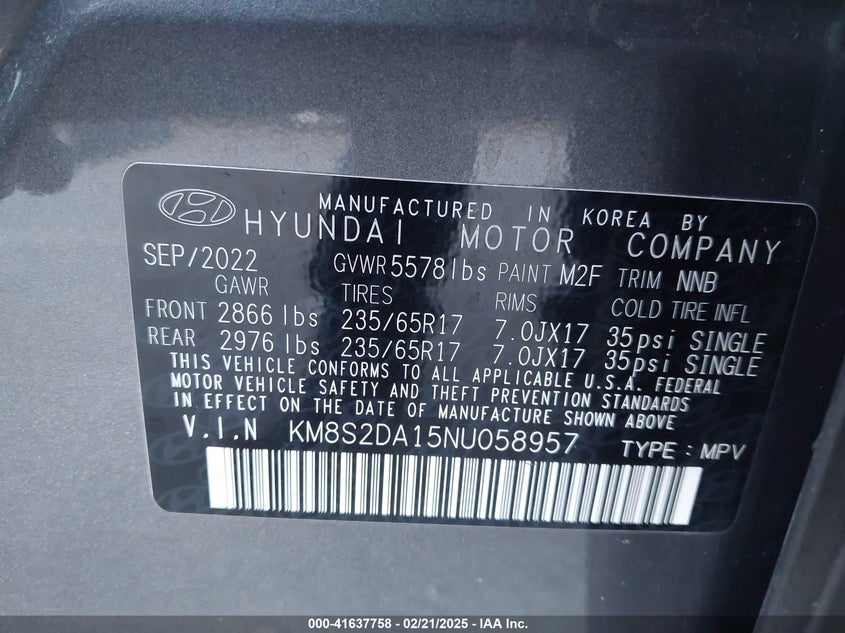 MANUFACTURED IN KOREA BY
HYUNDAI MOTOR COMPANY
SEP/2022 GVWR 5578lbs PAINT M2F TRIM NNB
GAWR TIRES RIMS COLD TIRE INFL
FRONT 2866 lbs 235/65R17 7.0JX17 35psi SINGLE
REAR 2976 lbs 235/65R17 7.0JX17 35psi SINGLE
THIS VEHICLE CONFORMS TO ALL APPLICABLE U.S.A. FEDERAL
MOTOR VEHICLE SAFETY AND THEFT PREVENTION STANDARDS
IN EFFECT ON THE DATE OF MANUFACTURE SHOWN ABOVE
V.I.N KM8S2DA15NU058957 TYPE : MPV
000-41637758 - 02/21/2025 - IAA Inc.